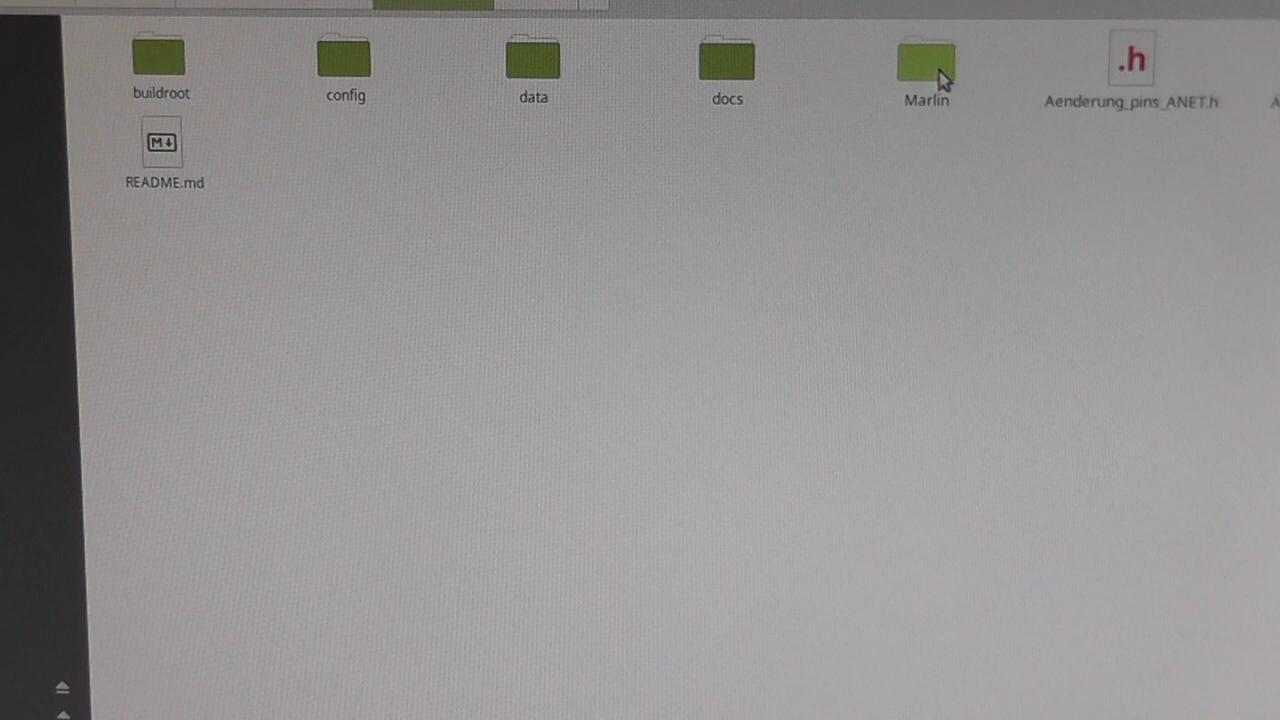 buildroot
config
data
docs
Marlin
.h
Aenderung_pins_ANET.h
M
README.md